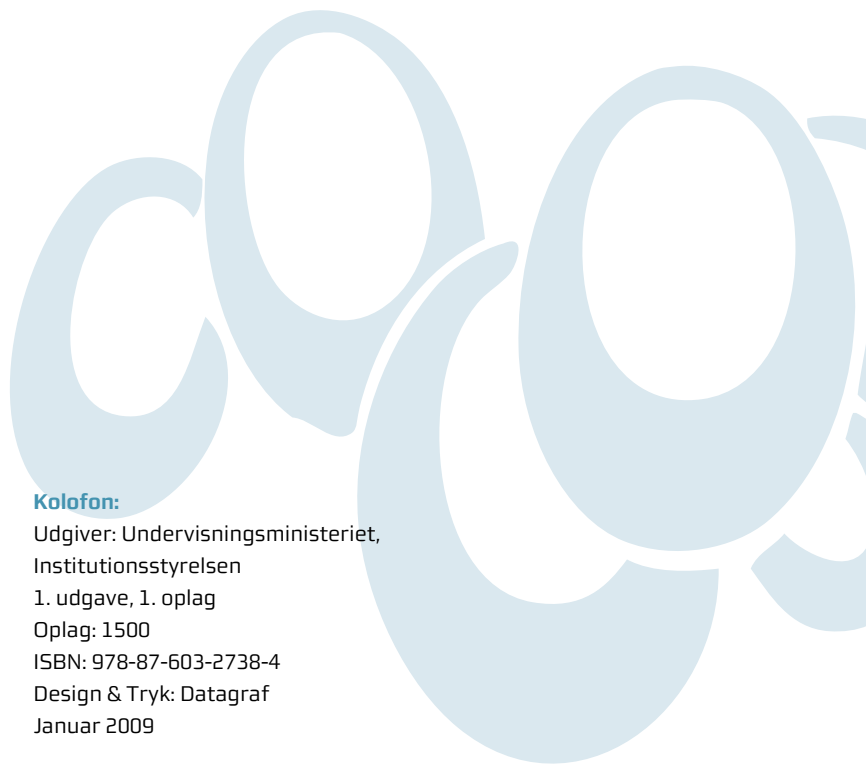 Kolofon:
Udgiver: Undervisningsministeriet,
Institutionsstyrelsen
1. udgave, 1. oplag
Oplag: 1500
ISBN: 978-87-603-2738-4
Design & Tryk: Datagraf
Januar 2009